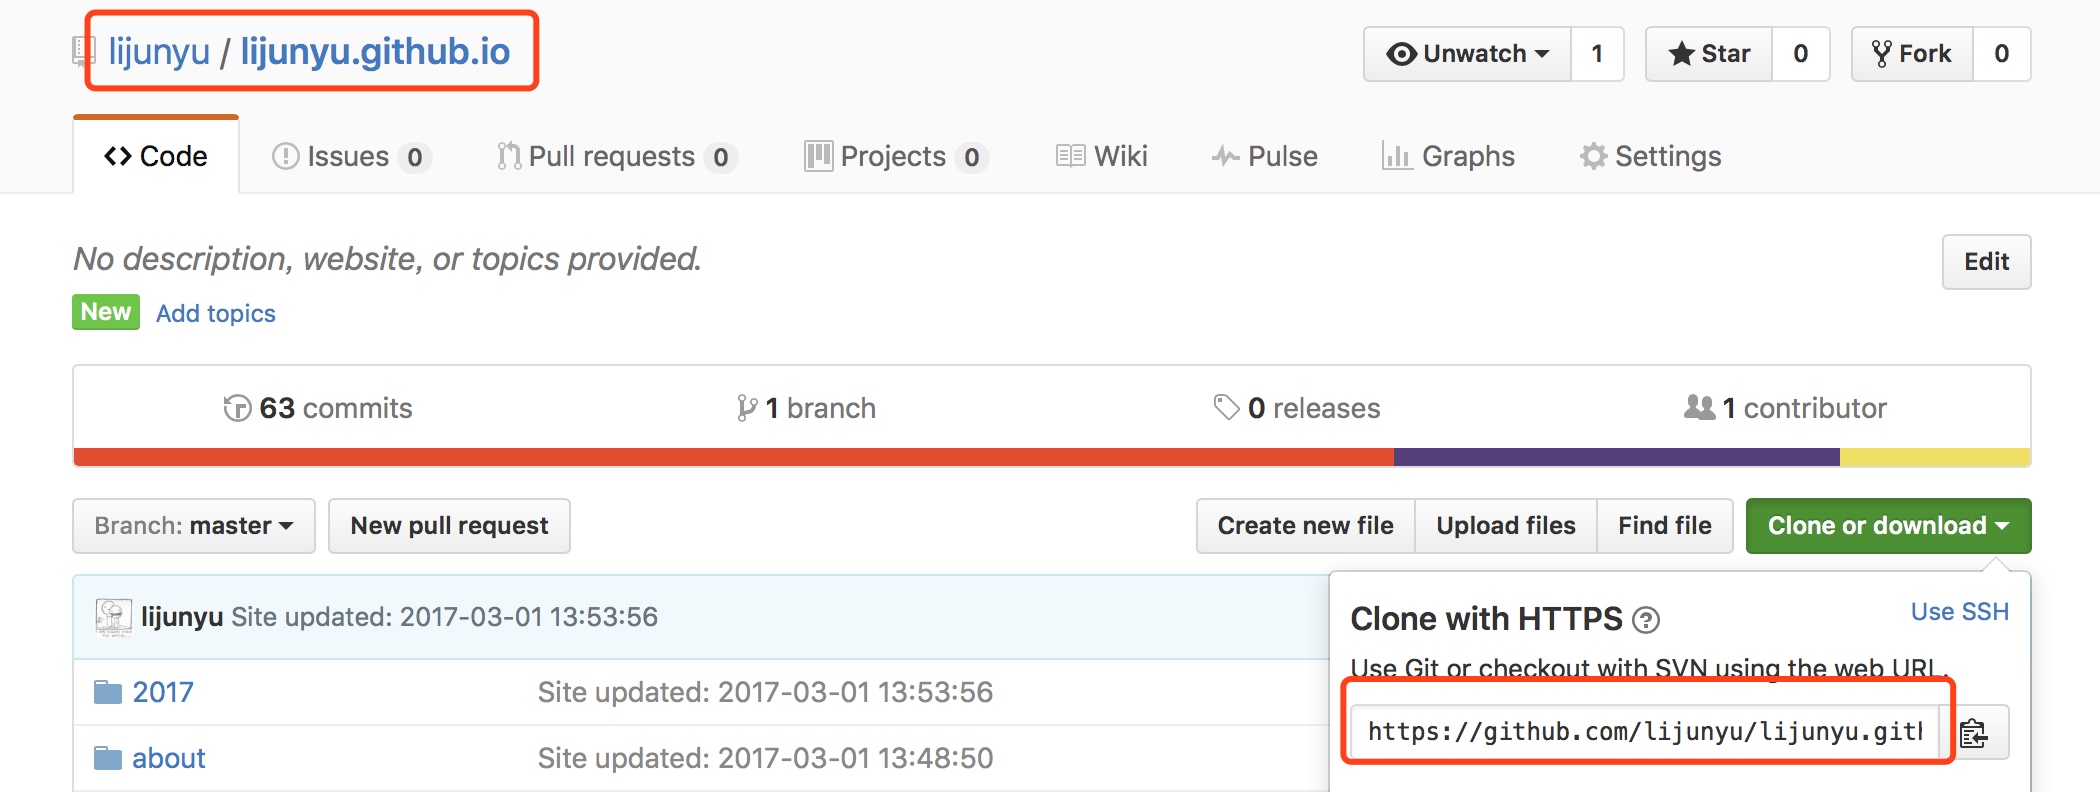 lijunyu / lijunyu.github.io
Unwatch 1 Star 0 Fork 0
Code Issues 0 Pull requests 0 Projects 0 Wiki Pulse Graphs Settings
No description, website, or topics provided.
Edit
New Add topics
63 commits 1 branch 0 releases 1 contributor
Branch: master New pull request Create new file Upload files Find file Clone or download
lijunyu Site updated: 2017-03-01 13:53:56
2017 Site updated: 2017-03-01 13:53:56
about Site updated: 2017-03-01 13:48:50
Clone with HTTPS ? Use SSH
Use Git or checkout with SVN using the web URL.
https://github.com/lijunyu/lijunyu.gith